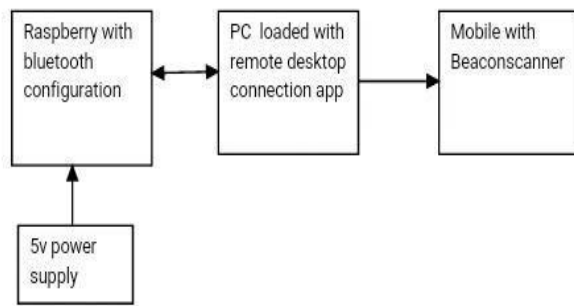 Raspberry with
bluetooth
configuration
PC loaded with
remote desktop
connection app
Mobile with
Beaconscanner
5v power
supply